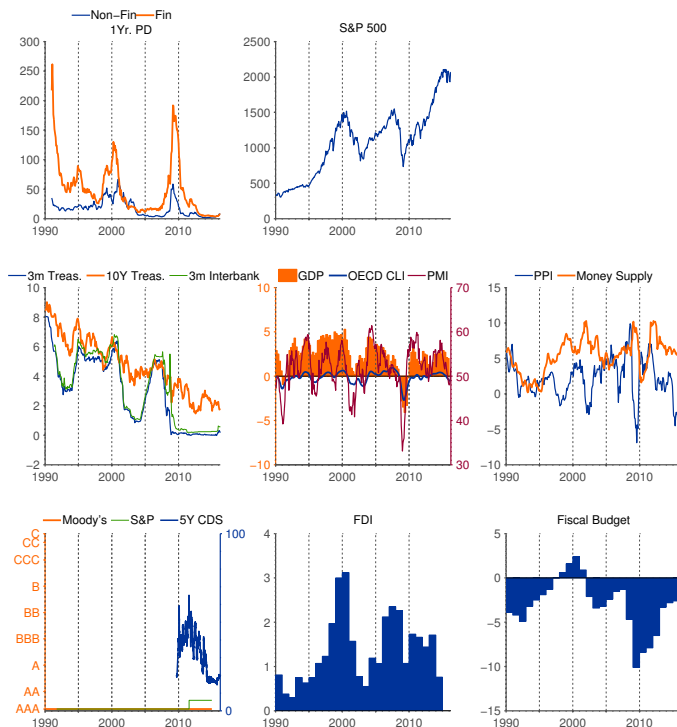 Non−Fin Fin
1Yr. PD
300
250
200
150
100
50
0
1990 2000 2010
S&P 500
2500
2000
1500
1000
500
0
1990 2000 2010
3m Treas. 10Y Treas. 3m Interbank
10
8
6
4
2
0
−2
1990 2000 2010
GDP OECD CLI PMI
10
5
0
−5
−10
70
60
50
40
30
1990 2000 2010
PPI Money Supply
15
10
5
0
−5
−10
1990 2000 2010
Moody's S&P 5Y CDS
C
CC
CCC
B
BB
BBB
A
AA
AAA
100
0
1990 2000 2010
FDI
4
3
2
1
0
1990 2000 2010
Fiscal Budget
5
0
−5
−10
−15
1990 2000 2010